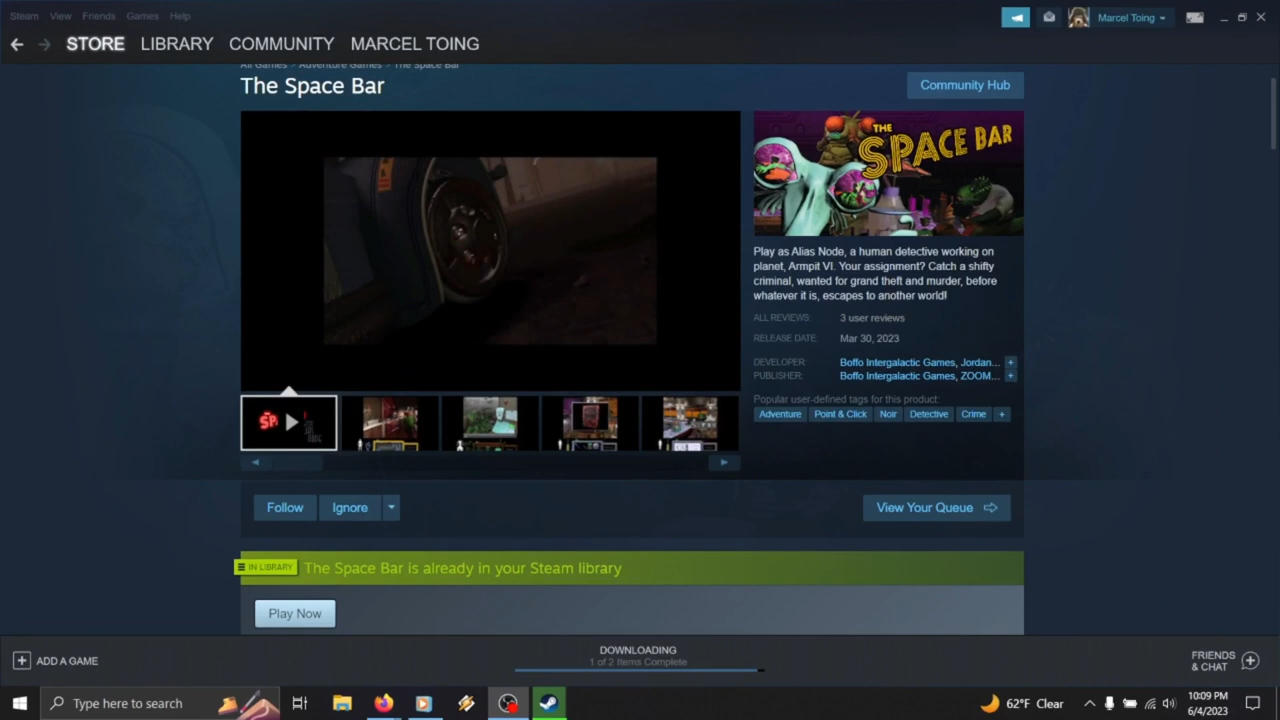 Steam View Friends Games Help
Marcel Toing
STORE LIBRARY COMMUNITY MARCEL TOING
All Games > Adventure Games > The Space Bar
The Space Bar
Community Hub
THE
SPACE BAR
Play as Alias Node, a human detective working on
planet, Armpit VI. Your assignment? Catch a shifty
criminal, wanted for grand theft and murder, before
whatever it is, escapes to another world!
ALL REVIEWS: 3 user reviews
RELEASE DATE: Mar 30, 2023
DEVELOPER: Boffo Intergalactic Games, Jordan... +
PUBLISHER: Boffo Intergalactic Games, ZOOM... +
Popular user-defined tags for this product:
Adventure Point & Click Noir Detective Crime +
Follow Ignore
View Your Queue
IN LIBRARY The Space Bar is already in your Steam library
Play Now
ADD A GAME
DOWNLOADING
1 of 2 Items Complete
FRIENDS
& CHAT
Type here to search
62°F Clear
10:09 PM
6/4/2023